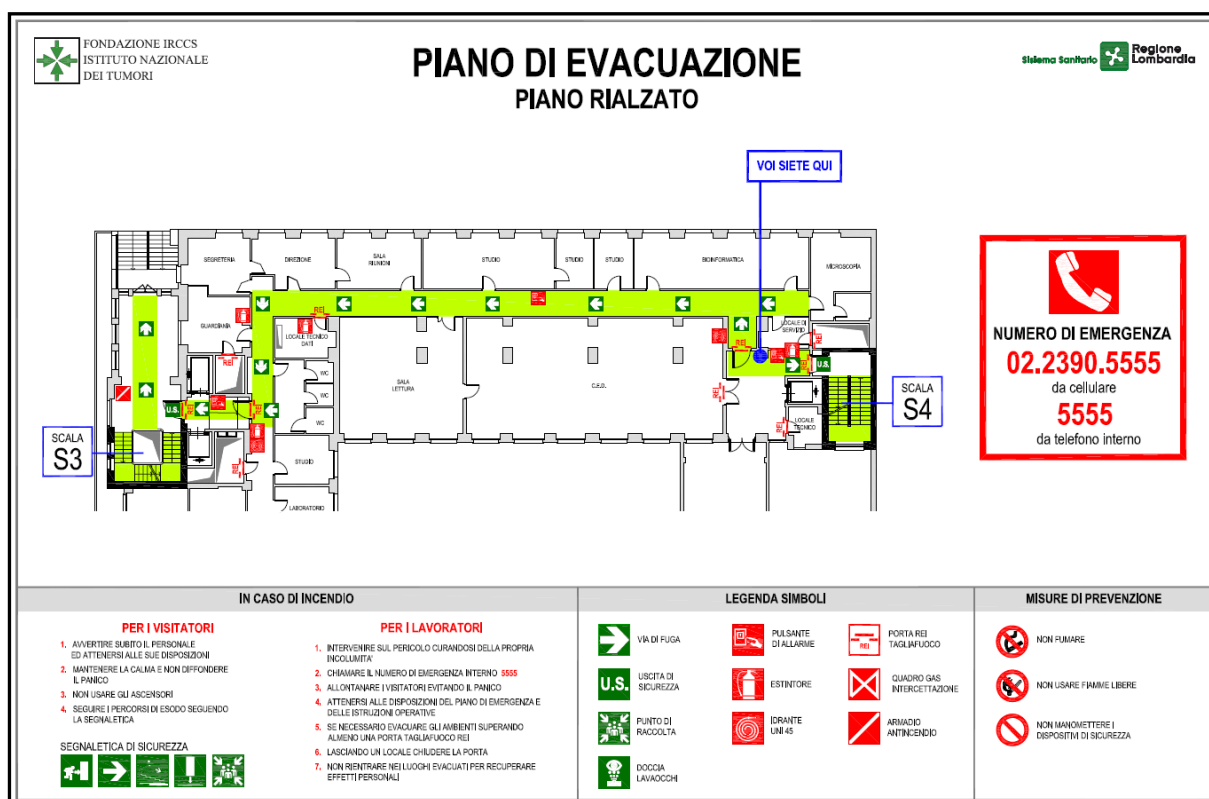 FONDAZIONE IRCCS
ISTITUTO NAZIONALE
DEI TUMORI
PIANO DI EVACUAZIONE
PIANO RIALZATO
Sistema Sanitario
Regione
Lombardia
VOI SIETE QUI
SEGRETERIA
DIREZIONE
SALA
RIUNIONI
STUDIO
STUDIO
STUDIO
BIOINFORMATICA
MICROSCOPIA
GUARDIANIA
REI
LOCALE TECNICO
DATI
LOCALE DI
SERVIZIO
REI
REI
REI
REI
U.S.
WC
WC
WC
SALA
LETTURA
C.E.D.
REI
U.S.
REI
REI
LOCALE
TECNICO
REI
REI
STUDIO
LABORATORIO
SCALA
S3
SCALA
S4
NUMERO DI EMERGENZA
02.2390.5555
da cellulare
5555
da telefono interno
IN CASO DI INCENDIO
PER I VISITATORI
1. AVVERTIRE SUBITO IL PERSONALE
ED ATTENERSI ALLE SUE DISPOSIZIONI
2. MANTENERE LA CALMA E NON DIFFONDERE
IL PANICO
3. NON USARE GLI ASCENSORI
4. SEGUIRE I PERCORSI DI ESODO SEGUENDO
LA SEGNALETICA
SEGNALETICA DI SICUREZZA
PER I LAVORATORI
1. INTERVENIRE SUL PERICOLO CURANDOSI DELLA PROPRIA
INCOLUMITA'
2. CHIAMARE IL NUMERO DI EMERGENZA INTERNO 5555
3. ALLONTANARE I VISITATORI EVITANDO IL PANICO
4. ATTENERSI ALLE DISPOSIZIONI DEL PIANO DI EMERGENZA E
DELLE ISTRUZIONI OPERATIVE
5. SE NECESSARIO EVACUARE GLI AMBIENTI SUPERANDO
ALMENO UNA PORTA TAGLIAFUOCO REI
6. LASCIANDO UN LOCALE CHIUDERE LA PORTA
7. NON RIENTRARE NEI LUOGHI EVACUATI PER RECUPERARE
EFFETTI PERSONALI
LEGENDA SIMBOLI
VIA DI FUGA
U.S.
USCITA DI
SICUREZZA
PUNTO DI
RACCOLTA
DOCCIA
LAVAOCCHI
PULSANTE
DI ALLARME
ESTINTORE
IDRANTE
UNI 45
REI
PORTA REI
TAGLIAFUOCO
QUADRO GAS
INTERCETTAZIONE
ARMADIO
ANTINCENDIO
MISURE DI PREVENZIONE
NON FUMARE
NON USARE FIAMME LIBERE
NON MANOMETTERE I
DISPOSITIVI DI SICUREZZA